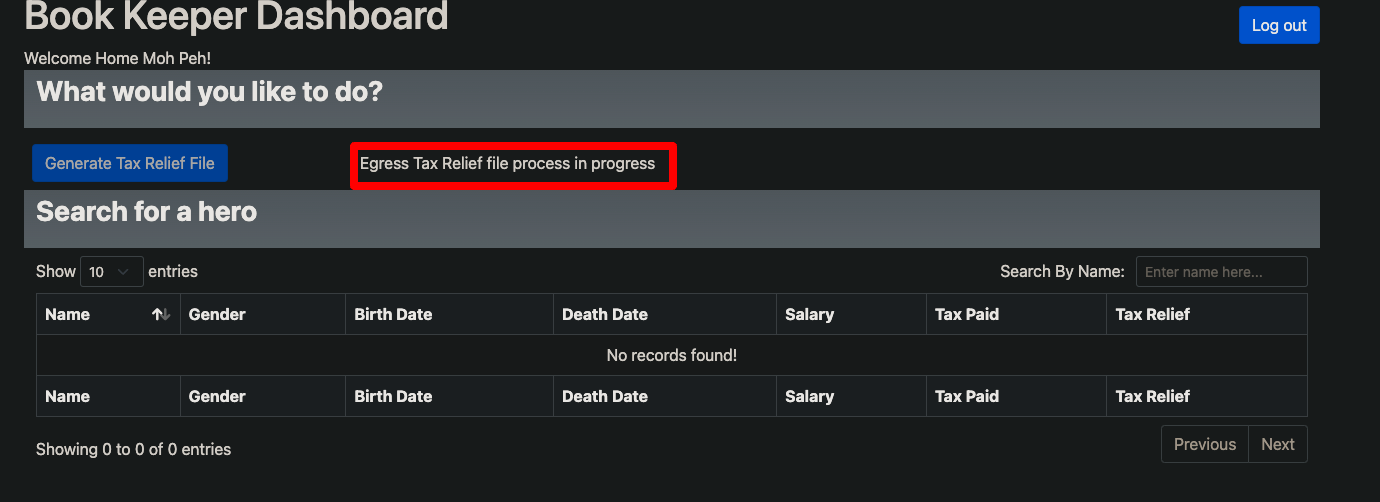 Book Keeper Dashboard
Log out
Welcome Home Moh Peh!
What would you like to do?
Generate Tax Relief File
Egress Tax Relief file process in progress
Search for a hero
Show 10 entries
Search By Name: Enter name here...
Name Gender Birth Date Death Date Salary Tax Paid Tax Relief
No records found!
Name Gender Birth Date Death Date Salary Tax Paid Tax Relief
Showing 0 to 0 of 0 entries
Previous Next